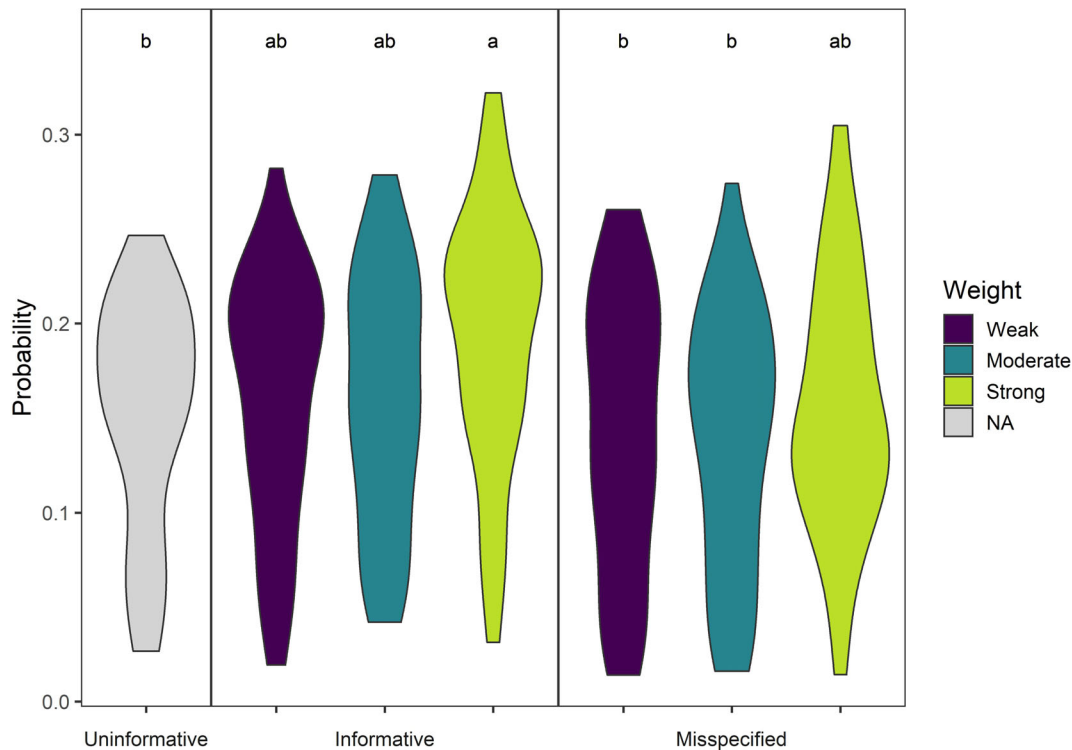 b ab ab a b b ab
0.3
0.2
0.1
0.0
Probability
Uninformative Informative Misspecified
Weight
Weak
Moderate
Strong
NA